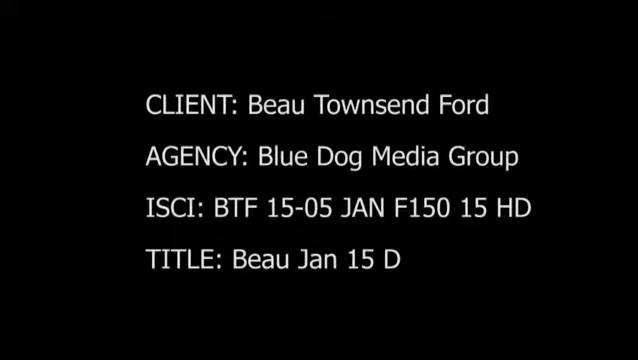 CLIENT: Beau Townsend Ford
AGENCY: Blue Dog Media Group
ISCI: BTF 15-05 JAN F150 15 HD
TITLE: Beau Jan 15 D